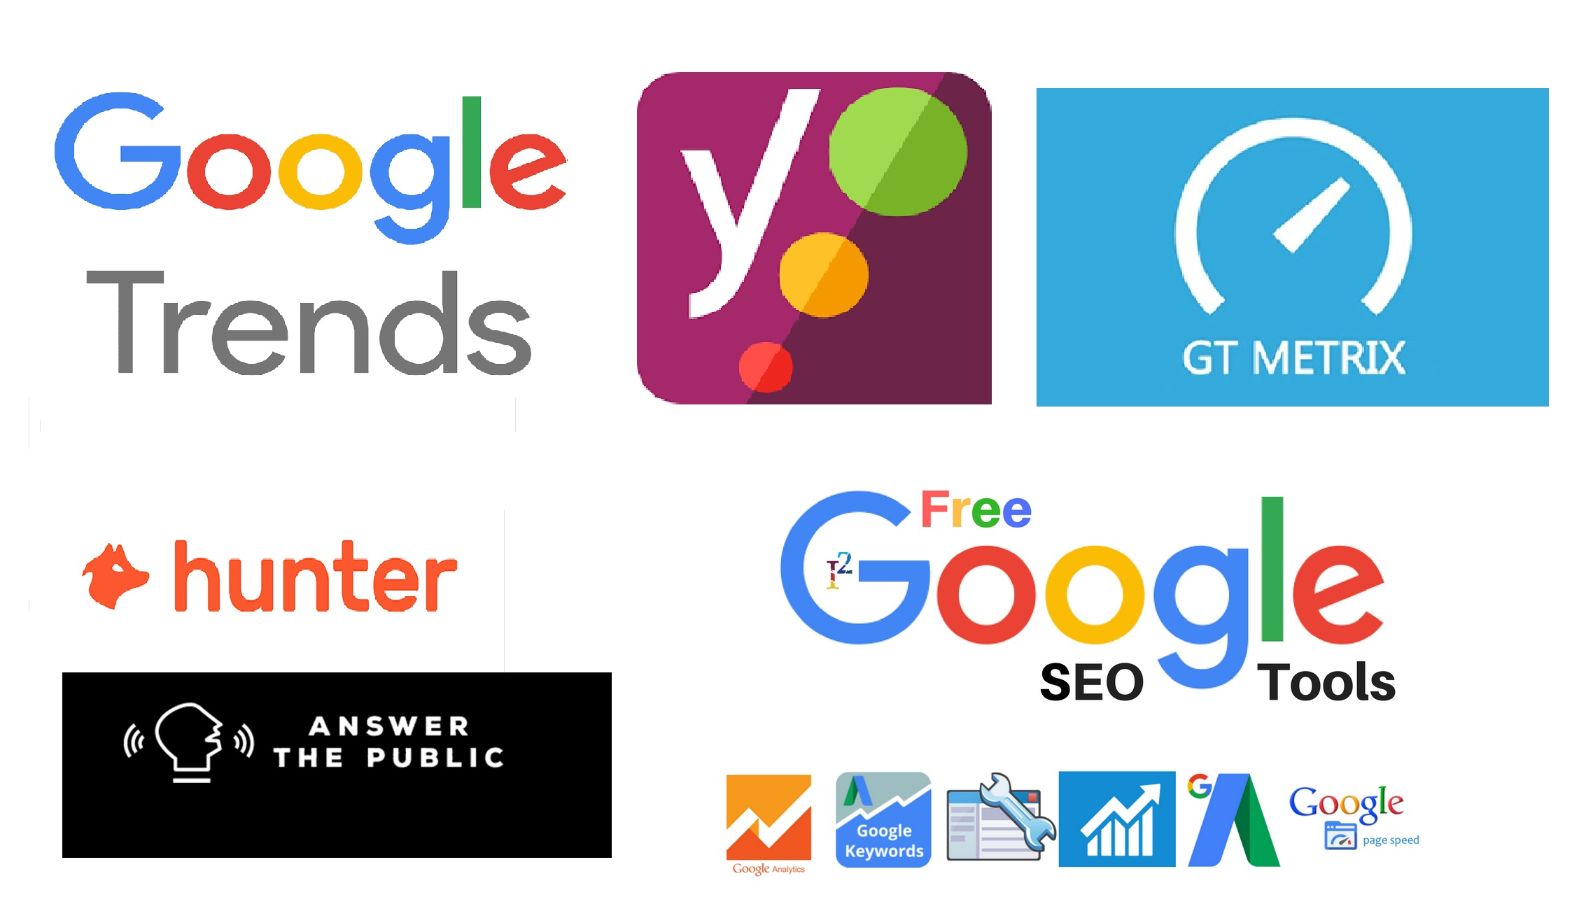 Google
Trends
y
GT METRIX
hunter
ANSWER
THE PUBLIC
Free
Google
SEO Tools
Google Analytics
Google
Keywords
G
Google
page speed